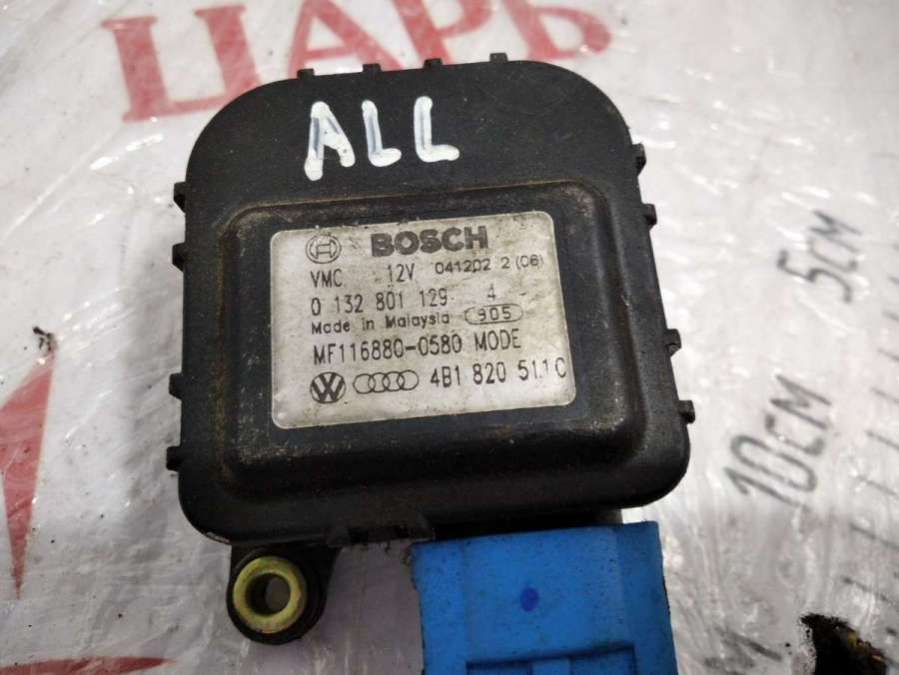 ЦАРЬ
ALL
BOSCH
VMC 12V 041202 2 (06)
0 132 801 129 4
Made in Malaysia 905
MF116880-0580 MODE
4B1 820 511C
5СМ
10СМ